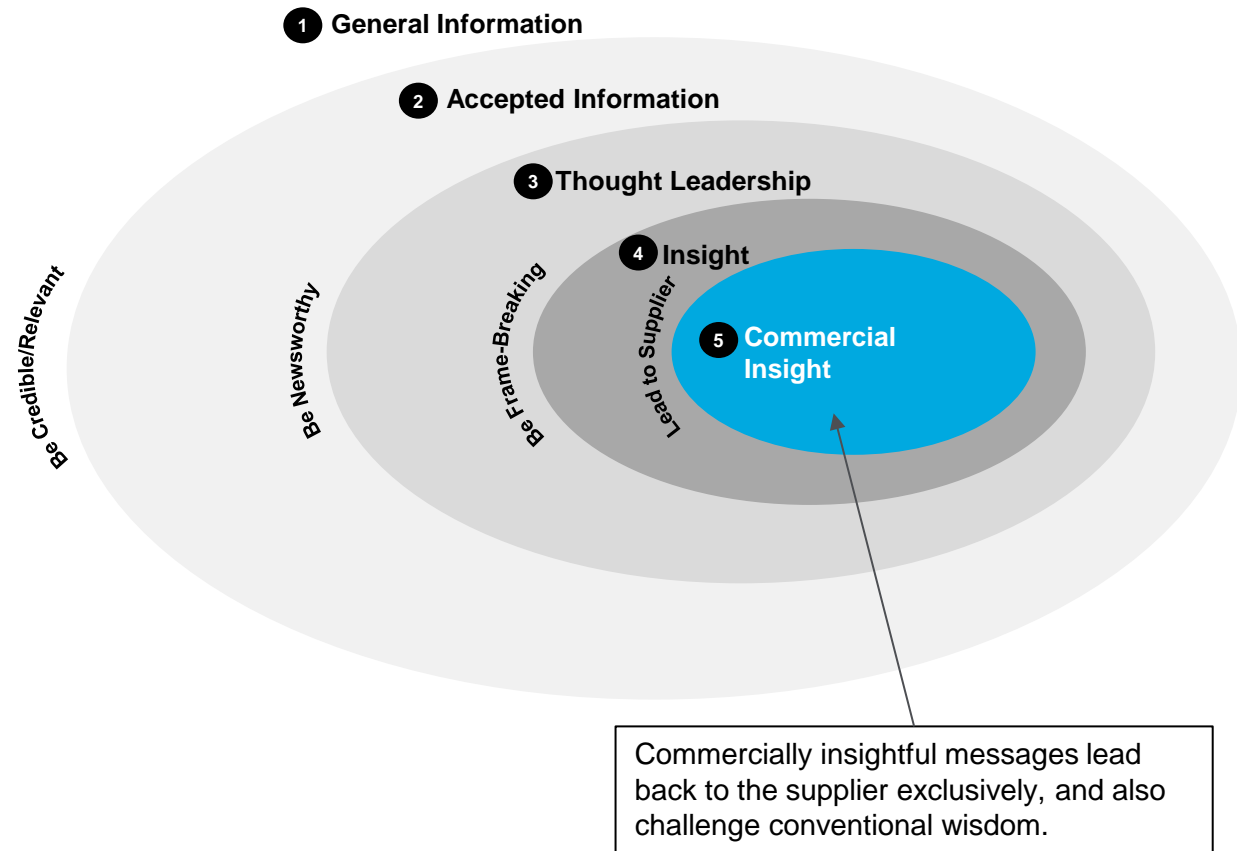 1 General Information
2 Accepted Information
3 Thought Leadership
4 Insight
5 Commercial
Insight
Be Credible/Relevant
Be Newsworthy
Be Frame-Breaking
Lead to Supplier
Commercially insightful messages lead
back to the supplier exclusively, and also
challenge conventional wisdom.